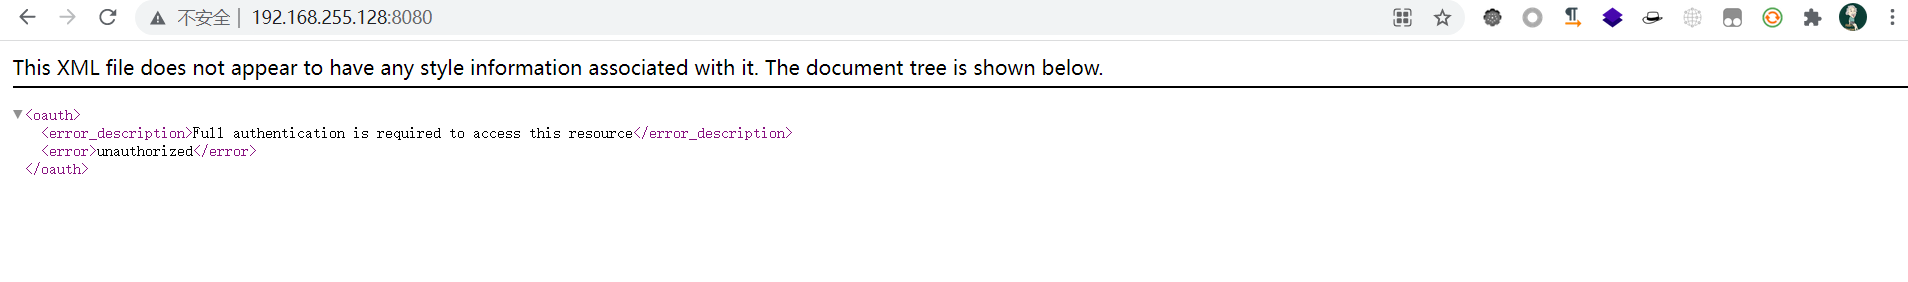 不安全 | 192.168.255.128:8080
This XML file does not appear to have any style information associated with it. The document tree is shown below.
▼<oauth>
<error_description>Full authentication is required to access this resource</error_description>
<error>unauthorized</error>
</oauth>